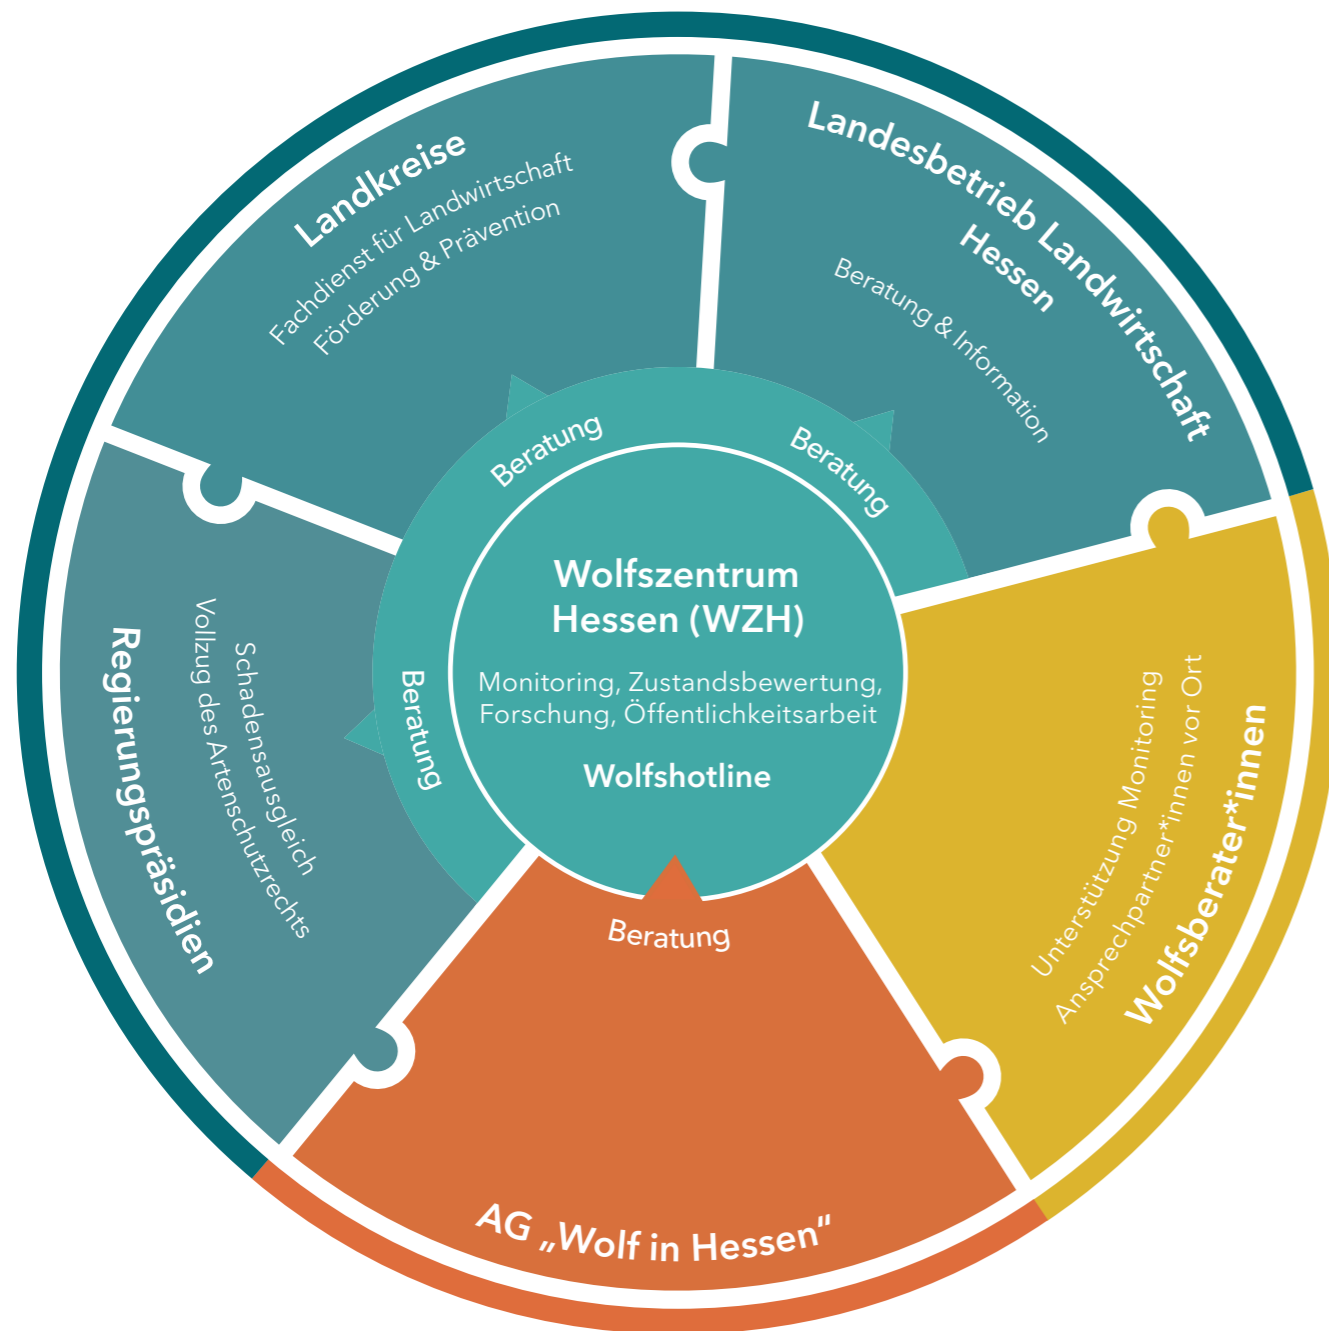 Landkreise
Fachdienst für Landwirtschaft
Förderung & Prävention
Landesbetrieb Landwirtschaft
Hessen
Beratung & Information
Beratung
Beratung
Beratung
Wolfszentrum
Hessen (WZH)
Monitoring, Zustandsbewertung,
Forschung, Öffentlichkeitsarbeit
Wolfshotline
Regierungspräsidien
Schadensausgleich
Vollzug des Artenschutzrechts
Unterstützung Monitoring
Ansprechpartner*innen vor Ort
Wolfsberater*innen
Beratung
AG „Wolf in Hessen“